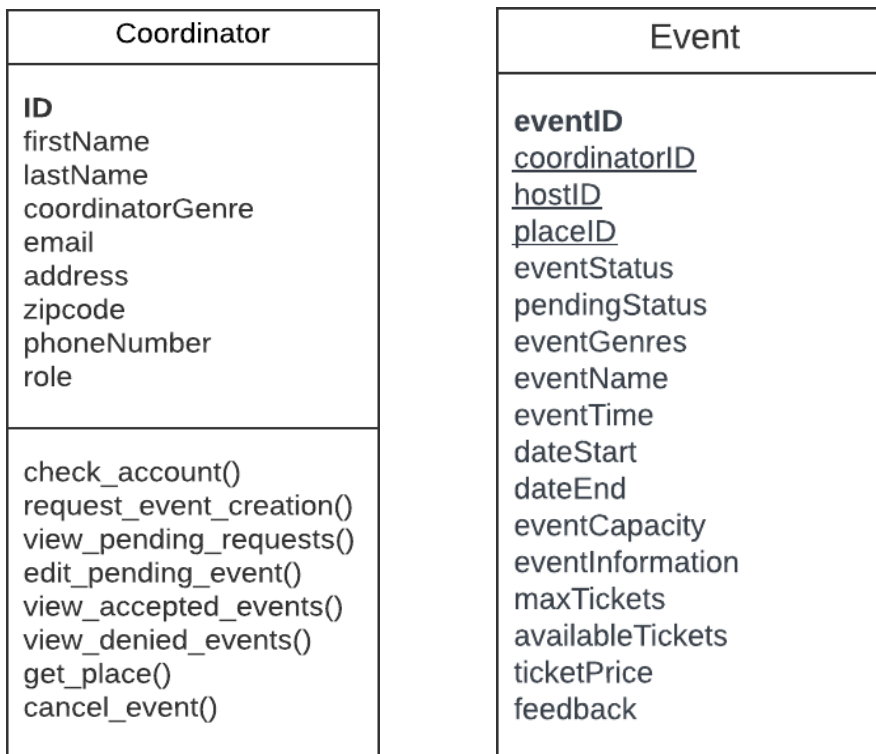 Coordinator
ID
firstName
lastName
coordinatorGenre
email
address
zipcode
phoneNumber
role
check_account()
request_event_creation()
view_pending_requests()
edit_pending_event()
view_accepted_events()
view_denied_events()
get_place()
cancel_event()
Event
eventID
coordinatorID
hostID
placeID
eventStatus
pendingStatus
eventGenres
eventName
eventTime
dateStart
dateEnd
eventCapacity
eventInformation
maxTickets
availableTickets
ticketPrice
feedback